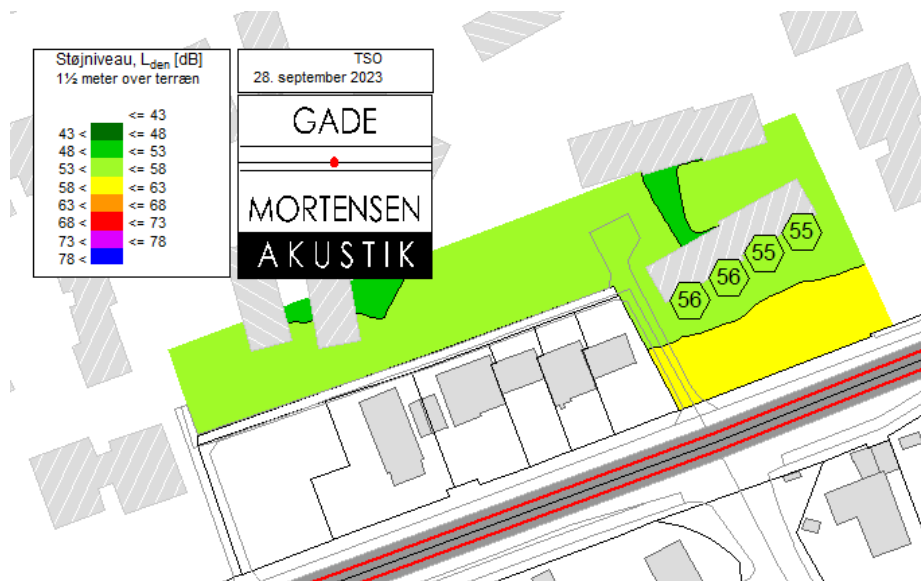 Støjniveau, Lden [dB]
1½ meter over terræn
<= 43
43 < <= 48
48 < <= 53
53 < <= 58
58 < <= 63
63 < <= 68
68 < <= 73
73 < <= 78
78 <
TSO
28. september 2023
GADE
MORTENSEN
AKUSTIK
56
56
55
55